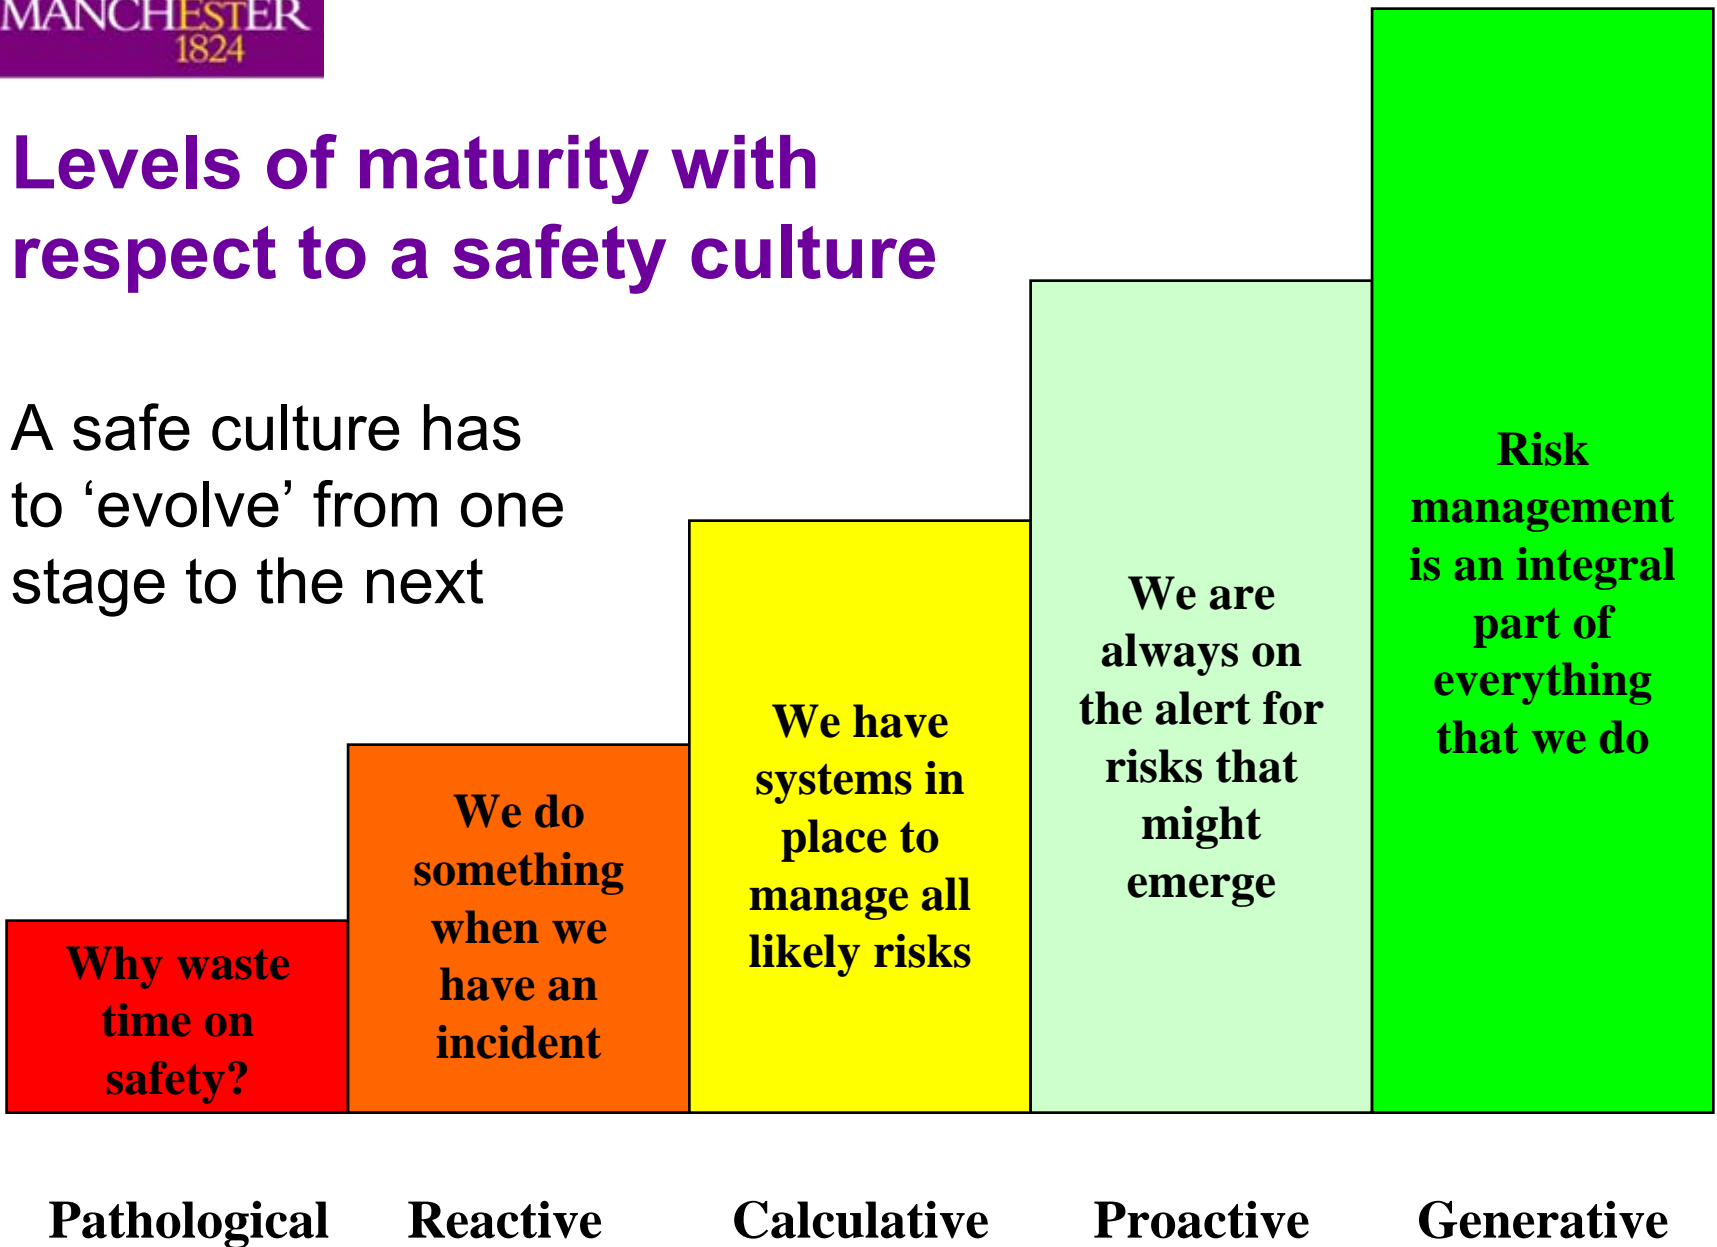 MANCHESTER
1824
Levels of maturity with
respect to a safety culture
A safe culture has
to ‘evolve’ from one
stage to the next
Why waste
time on
safety?
We do
something
when we
have an
incident
We have
systems in
place to
manage all
likely risks
We are
always on
the alert for
risks that
might
emerge
Risk
management
is an integral
part of
everything
that we do
Pathological
Reactive
Calculative
Proactive
Generative